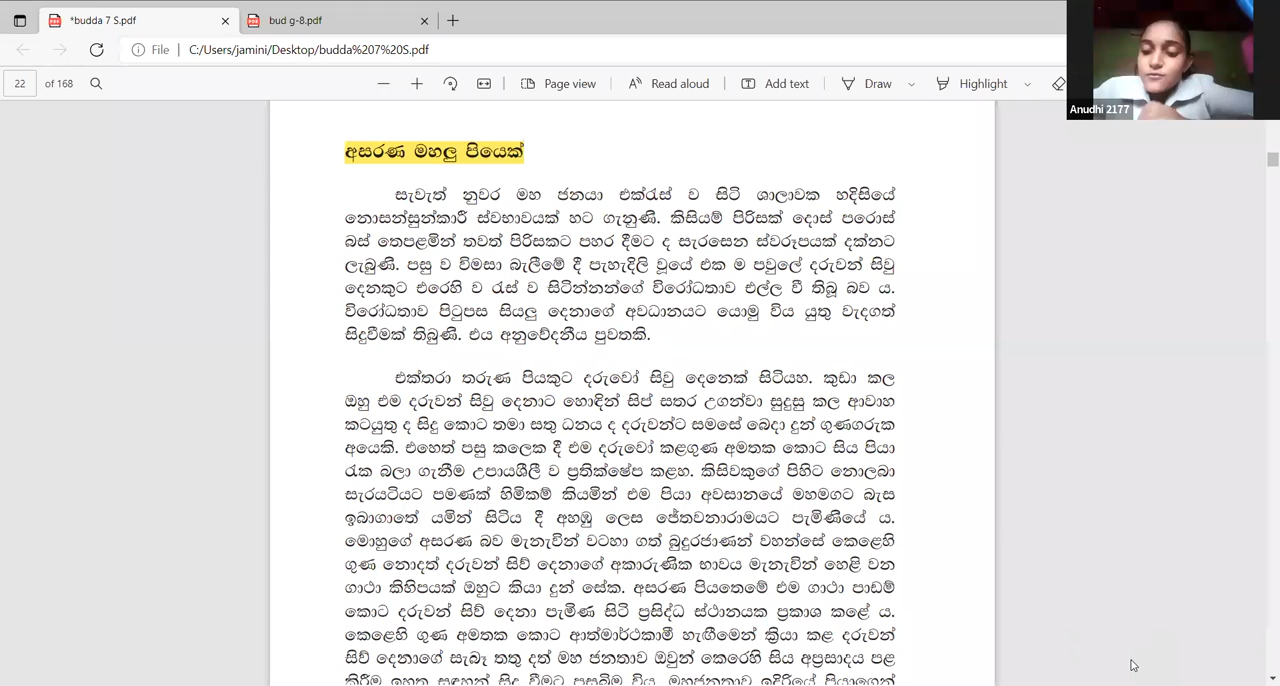 *budda 7 S.pdf
bud g-8.pdf
File
C:/Users/jamini/Desktop/budda%207%20S.pdf
22 of 168
Page view
Read aloud
Add text
Draw
Highlight
Anudhi 2177
අසරණ මහලු පියෙක්
සැවැත් නුවර මහ ජනයා එක්රැස් ව සිටි ශාලාවක හදිසියේ
නොසන්සුන්කාරී ස්වභාවයක් හට ගැනුණි. කිසියම් පිරිසක් දොස් පරොස්
බස් තෙපළමින් තවත් පිරිසකට පහර දීමට ද සැරසෙන ස්වරූපයක් දක්නට
ලැබුණි. පසු ව විමසා බැලීමේ දී පැහැදිලි වූයේ එක ම පවුලේ දරුවන් සිවු
දෙනකුට එරෙහි ව රැස් ව සිටින්නන්ගේ විරෝධතාව එල්ල වී තිබූ බව ය.
විරෝධතාව පිටුපස සියලු දෙනාගේ අවධානයට යොමු විය යුතු වැදගත්
සිදුවීමක් තිබුණි. එය අනුවේදනීය පුවතකි.
එක්තරා තරුණ පියකුට දරුවෝ සිවු දෙනෙක් සිටියහ. කුඩා කල
ඔහු එම දරුවන් සිවු දෙනාට හොඳින් සිප් සතර උගන්වා සුදුසු කල ආවාහ
කටයුතු ද සිදු කොට තමා සතු ධනය ද දරුවන්ට සමසේ බෙදා දුන් ගුණගරුක
අයෙකි. එහෙත් පසු කලෙක දී එම දරුවෝ කළගුණ අමතක කොට සිය පියා
රැක බලා ගැනීම උපායශීලී ව ප්‍රතික්ෂේප කළහ. කිසිවකුගේ පිහිට නොලබා
සැරයටියට පමණක් හිමිකම් කියමින් එම පියා අවසානයේ මහමගට බැස
ඉබාගාතේ යමින් සිටිය දී අහඹු ලෙස ජේතවනාරාමයට පැමිණියේ ය.
මොහුගේ අසරණ බව මැනැවින් වටහා ගත් බුදුරජාණන් වහන්සේ කෙළෙහි
ගුණ නොදත් දරුවන් සිව් දෙනාගේ අකාරුණික භාවය මැනැවින් හෙළි වන
ගාථා කිහිපයක් ඔහුට කියා දුන් සේක. අසරණ පියතෙමේ එම ගාථා පාඩම්
කොට දරුවන් සිව් දෙනා පැමිණ සිටි ප්‍රසිද්ධ ස්ථානයක ප්‍රකාශ කළේ ය.
කෙළෙහි ගුණ අමතක කොට ආත්මාර්ථකාමී හැඟීමෙන් ක්‍රියා කළ දරුවන්
සිව් දෙනාගේ සැබෑ තතු දත් මහ ජනතාව ඔවුන් කෙරෙහි සිය අප්‍රසාදය පළ
කිරීම ඉහත සඳහන් සිද්‍ර වීමට පසුබිම විය. මහජනතාව ඉදිරියේ පියාගෙන්